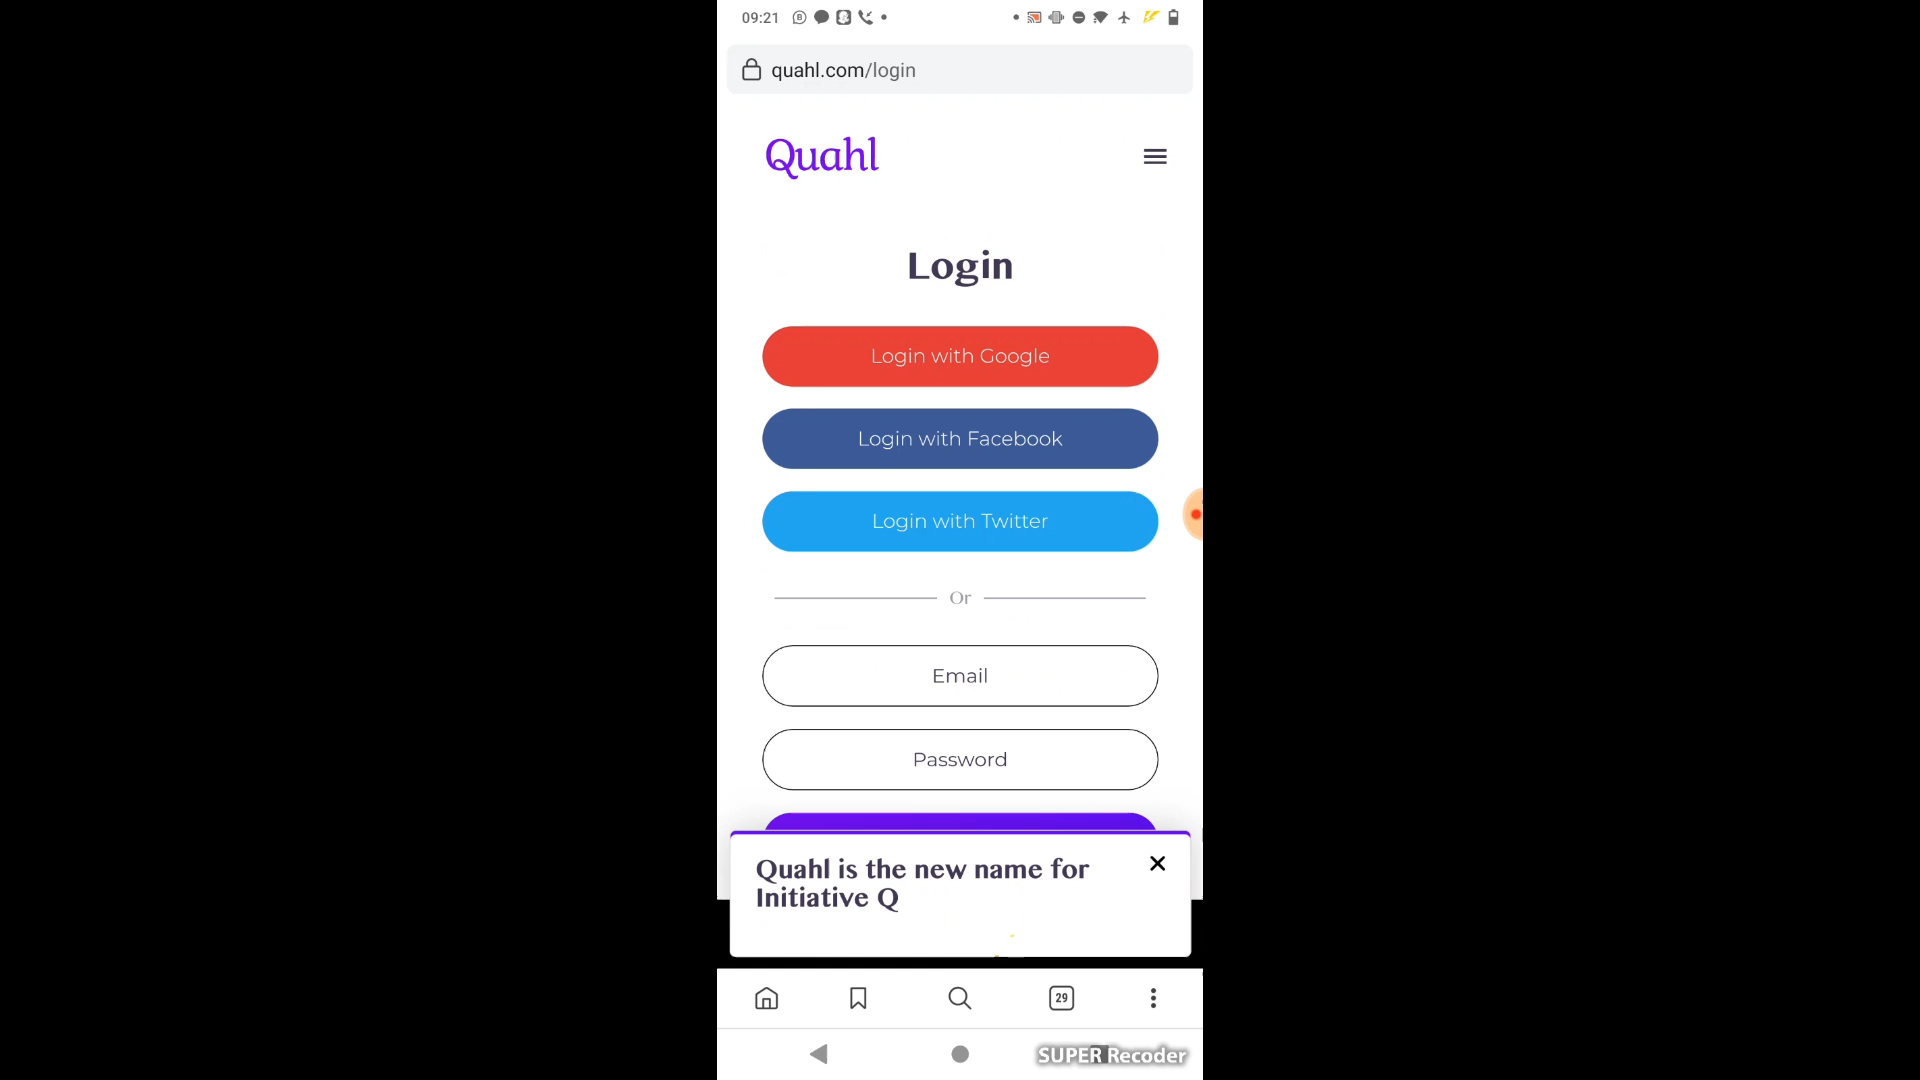 09:21
quahl.com/login
Quahl
Login
Login with Google
Login with Facebook
Login with Twitter
Or
Email
Password
Quahl is the new name for
Initiative Q
29
SUPER Recoder